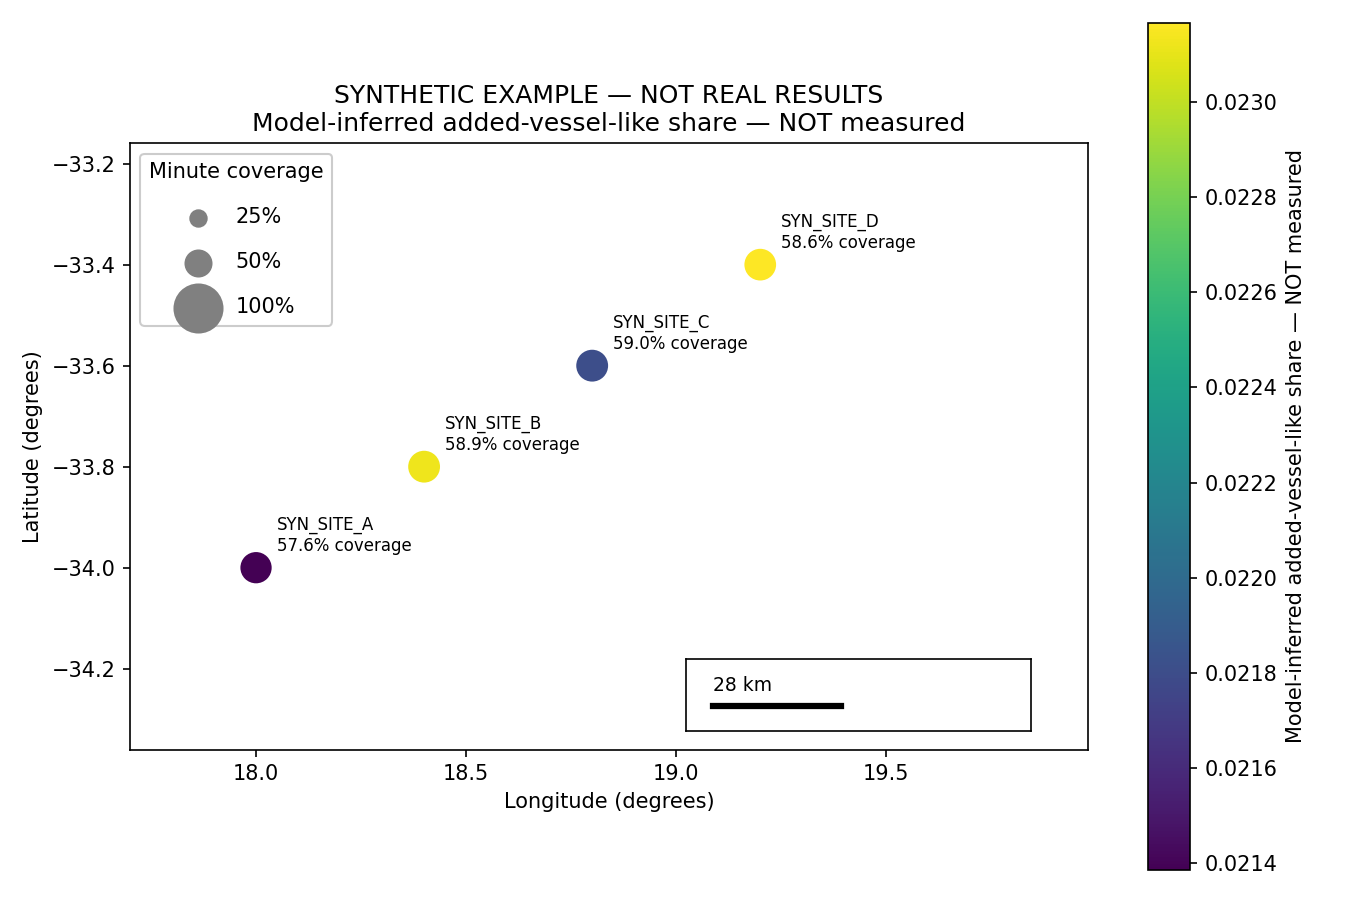 SYNTHETIC EXAMPLE — NOT REAL RESULTS
Model-inferred added-vessel-like share — NOT measured
Minute coverage
25%
50%
100%
−33.2
−33.4
−33.6
−33.8
−34.0
−34.2
Latitude (degrees)
SYN_SITE_D
58.6% coverage
SYN_SITE_C
59.0% coverage
SYN_SITE_B
58.9% coverage
SYN_SITE_A
57.6% coverage
28 km
18.0
18.5
19.0
19.5
Longitude (degrees)
0.0230
0.0228
0.0226
0.0224
0.0222
0.0220
0.0218
0.0216
0.0214
Model-inferred added-vessel-like share — NOT measured